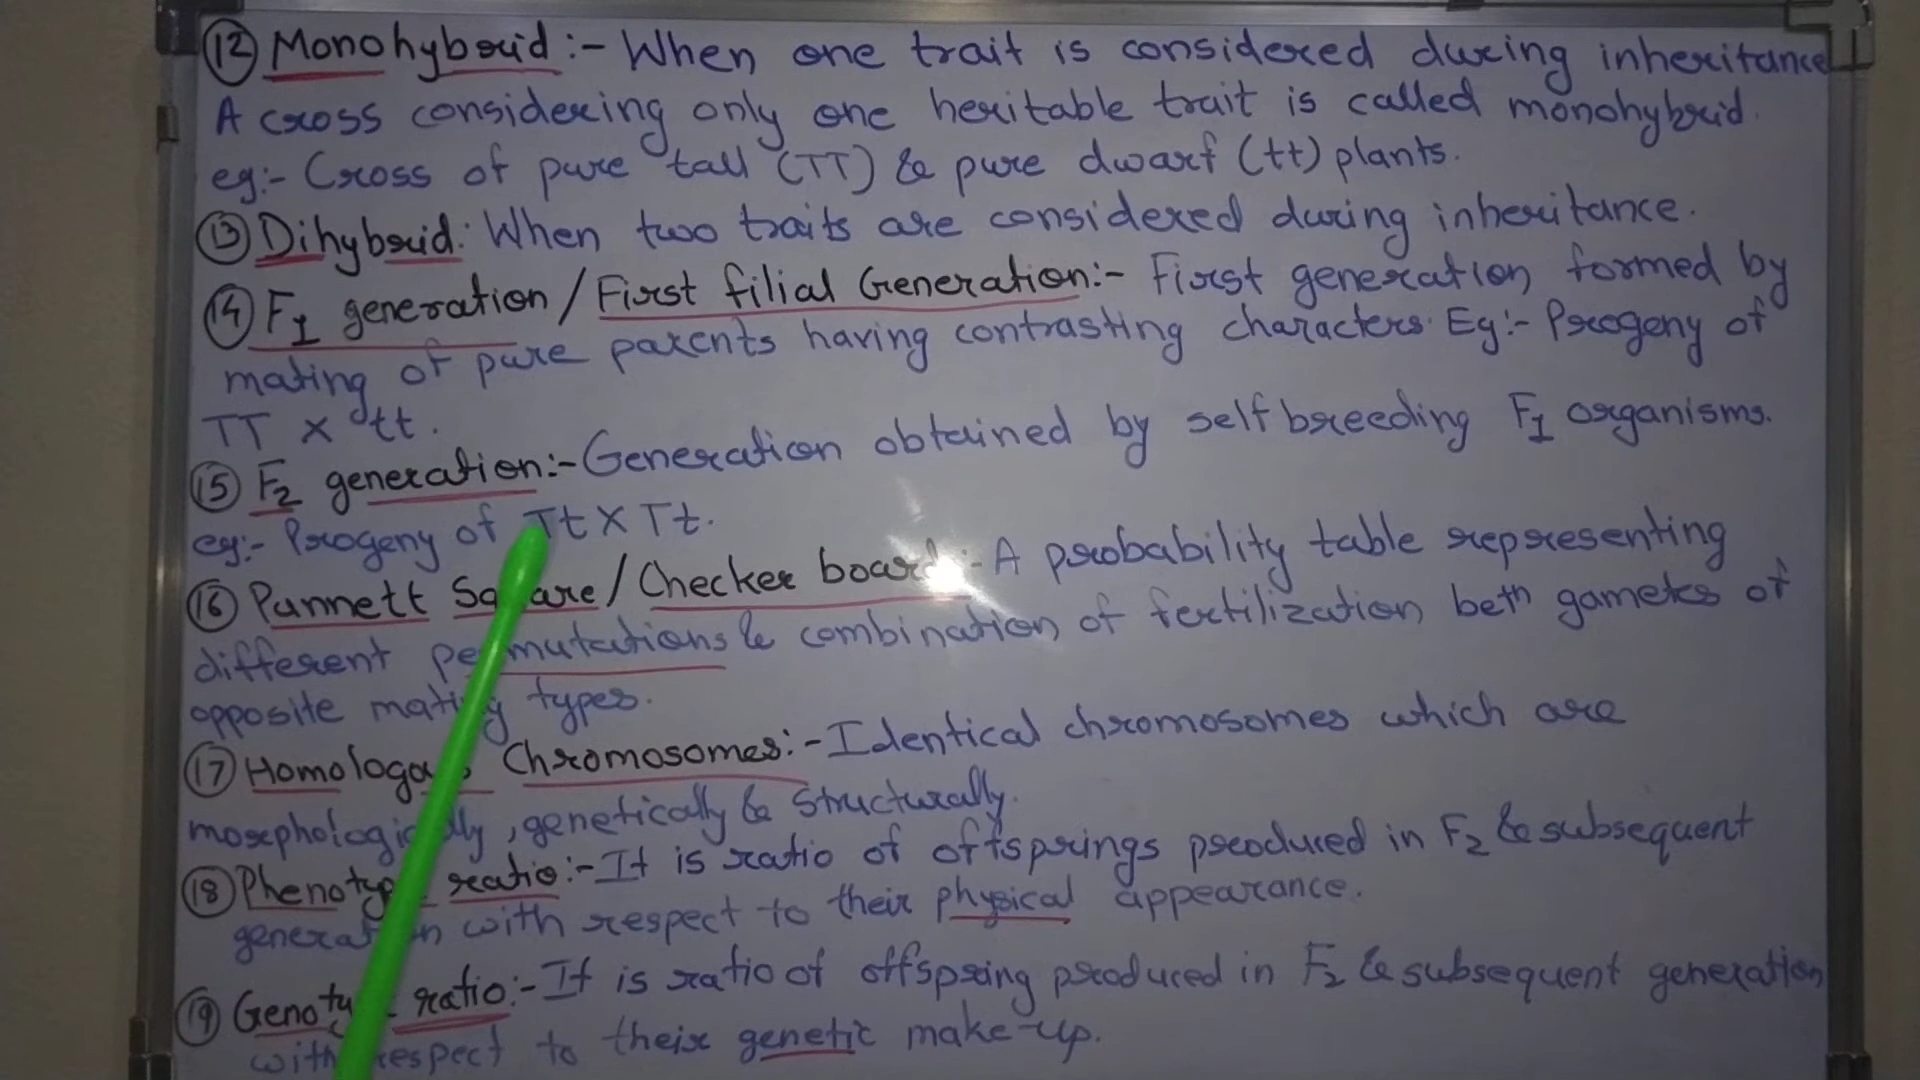 12 Monohybrid :- When one trait is considered during inheritance
A cross considering only one heritable trait is called monohybrid.
eg:- Cross of pure tall (TT) & pure dwarf (tt) plants.
13 Dihybrid: When two traits are considered during inheritance.
14 F1 generation / First filial Generation:- First generation formed by
mating of pure parents having contrasting characters. Eg:- Progeny of
TT x tt.
15 F2 generation:- Generation obtained by self breeding F1 organisms.
eg:- Progeny of Tt X Tt.
16 Punnett Square / Checker board:- A probability table representing
different permutations & combination of fertilization betn gametes of
opposite mating types.
17 Homologous Chromosomes:- Identical chromosomes which are
morphologically, genetically & structurally.
18 Phenotype ratio:- It is ratio of offsprings produced in F2 & subsequent
generation with respect to their physical appearance.
19 Genotype ratio:- It is ratio of offspring produced in F2 & subsequent generation
with respect to their genetic make-up.